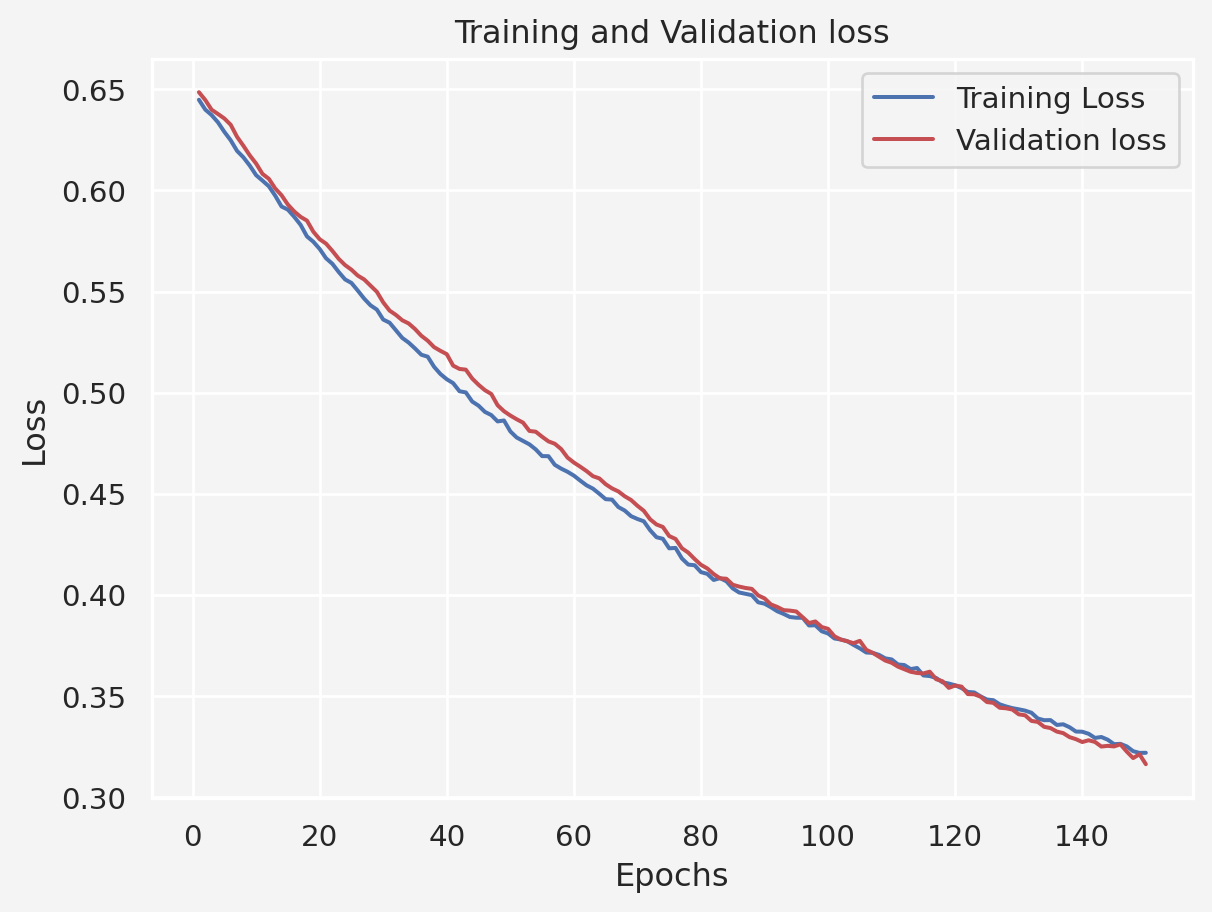 Training and Validation loss
Training Loss
Validation loss
0.65
0.60
0.55
0.50
0.45
0.40
0.35
0.30
Loss
0 20 40 60 80 100 120 140
Epochs